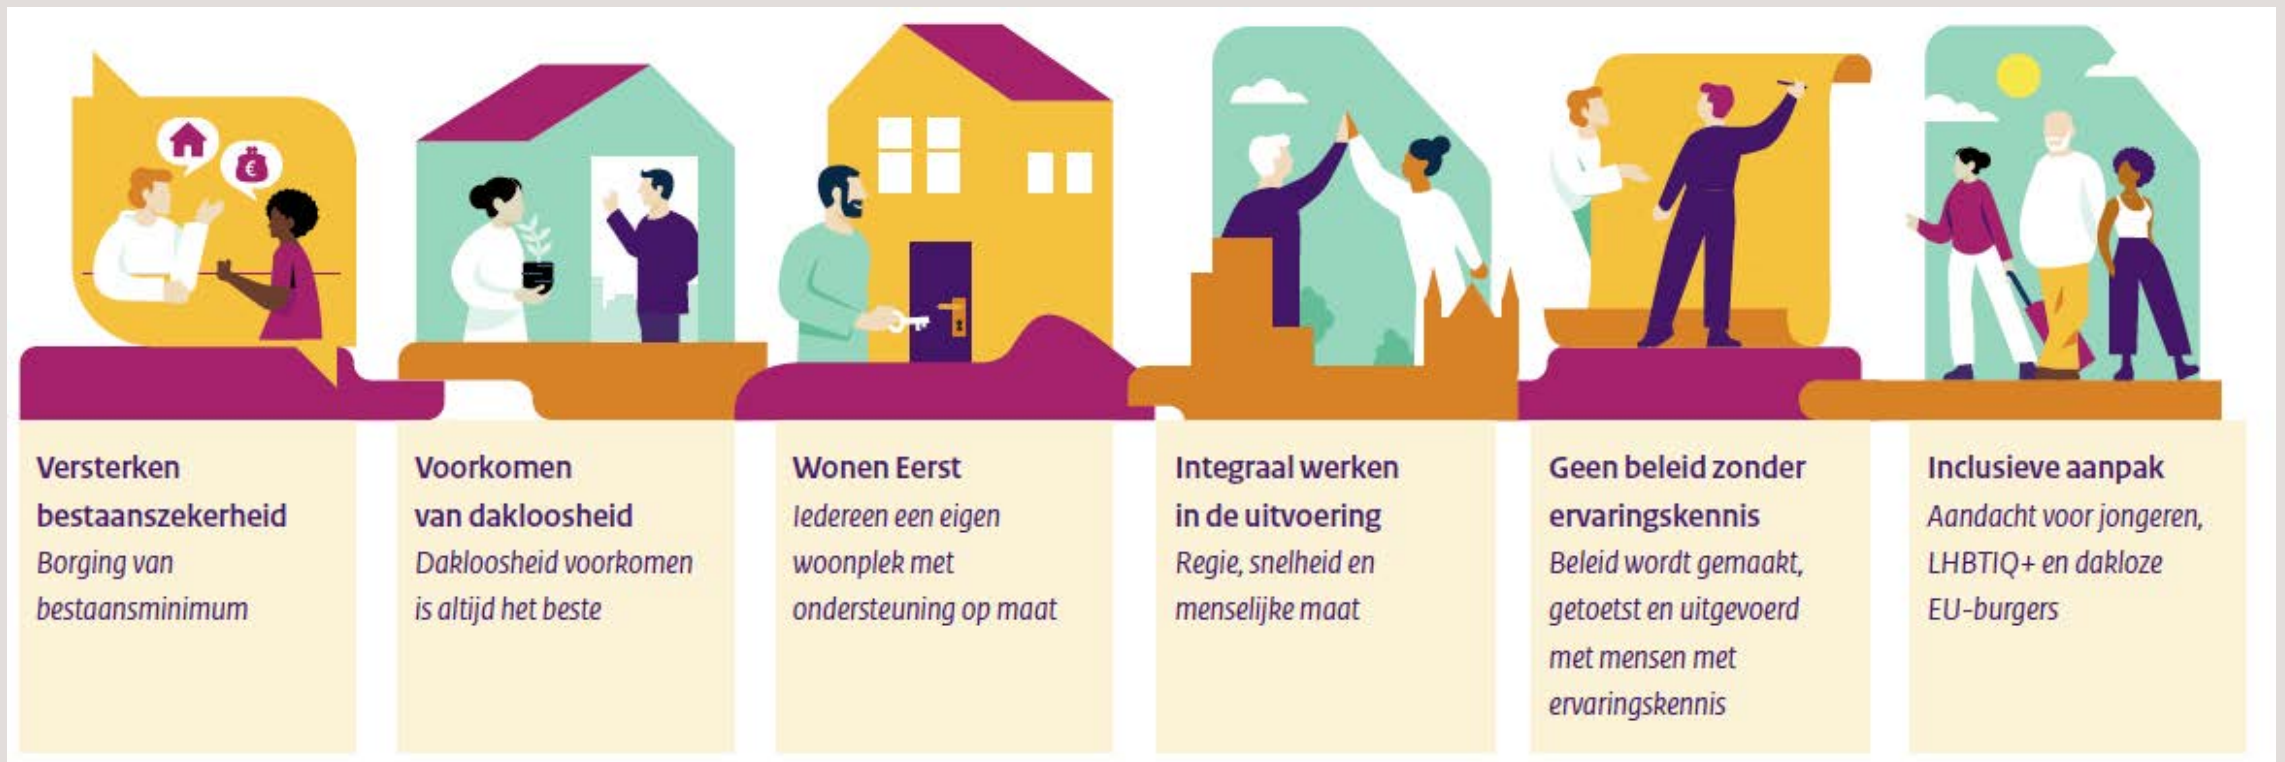 €
Versterken
bestaanszekerheid
Borging van
bestaansminimum
Voorkomen
van dakloosheid
Dakloosheid voorkomen
is altijd het beste
Wonen Eerst
Iedereen een eigen
woonplek met
ondersteuning op maat
Integraal werken
in de uitvoering
Regie, snelheid en
menselijke maat
Geen beleid zonder
ervaringskennis
Beleid wordt gemaakt,
getoetst en uitgevoerd
met mensen met
ervaringskennis
Inclusieve aanpak
Aandacht voor jongeren,
LHBTIQ+ en dakloze
EU-burgers